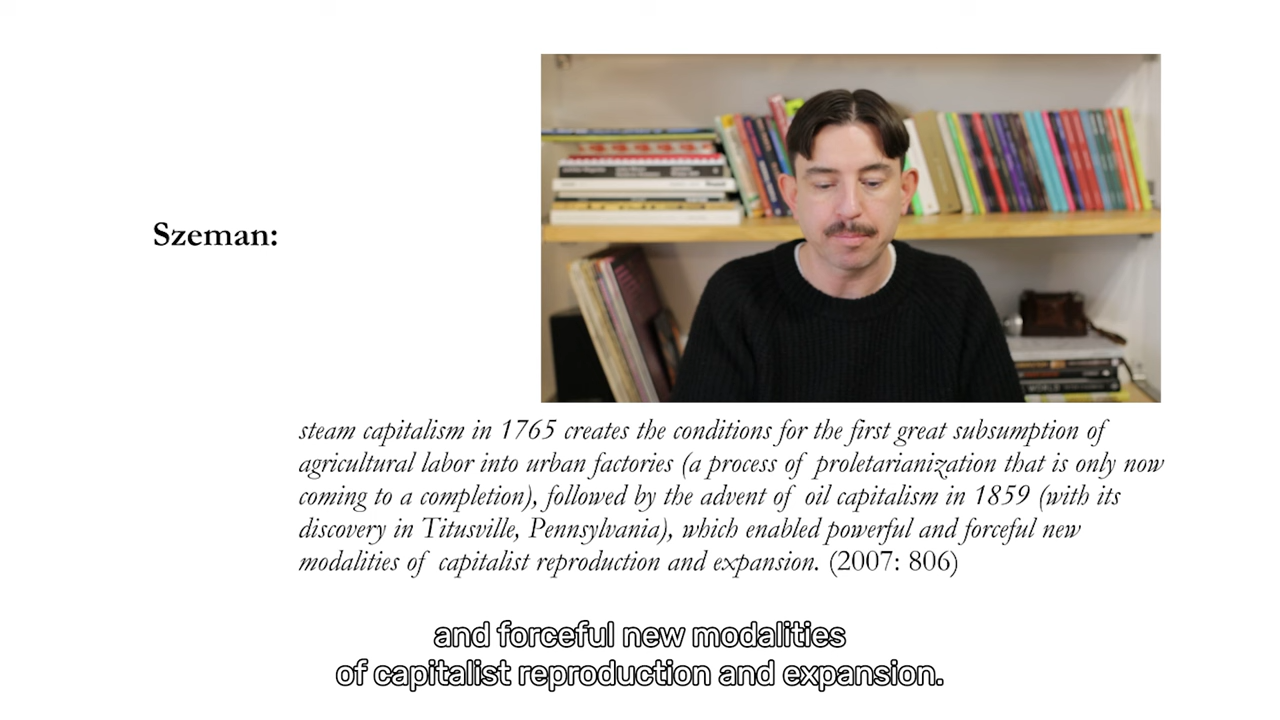 Szeman:
steam capitalism in 1765 creates the conditions for the first great subsumption of
agricultural labor into urban factories (a process of proletarianization that is only now
coming to a completion), followed by the advent of oil capitalism in 1859 (with its
discovery in Titusville, Pennsylvania), which enabled powerful and forceful new
modalities of capitalist reproduction and expansion. (2007: 806)
and forceful new modalities
of capitalist reproduction and expansion.